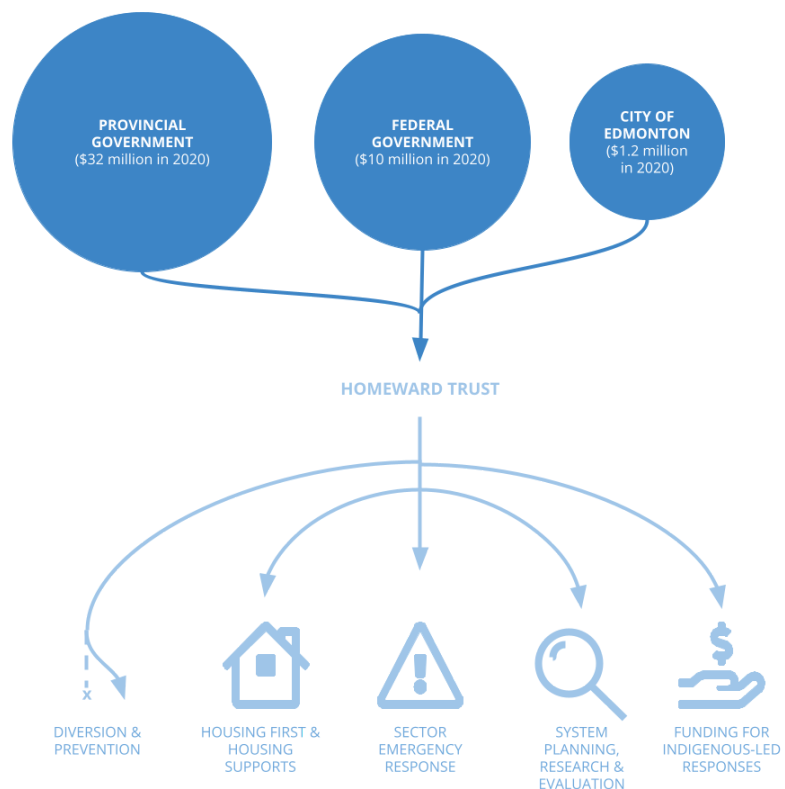 PROVINCIAL
GOVERNMENT
($32 million in 2020)
FEDERAL
GOVERNMENT
($10 million in 2020)
CITY OF
EDMONTON
($1.2 million
in 2020)
HOMEWARD TRUST
$
x
DIVERSION &
PREVENTION
HOUSING FIRST &
HOUSING
SUPPORTS
SECTOR
EMERGENCY
RESPONSE
SYSTEM
PLANNING,
RESEARCH &
EVALUATION
FUNDING FOR
INDIGENOUS-LED
RESPONSES